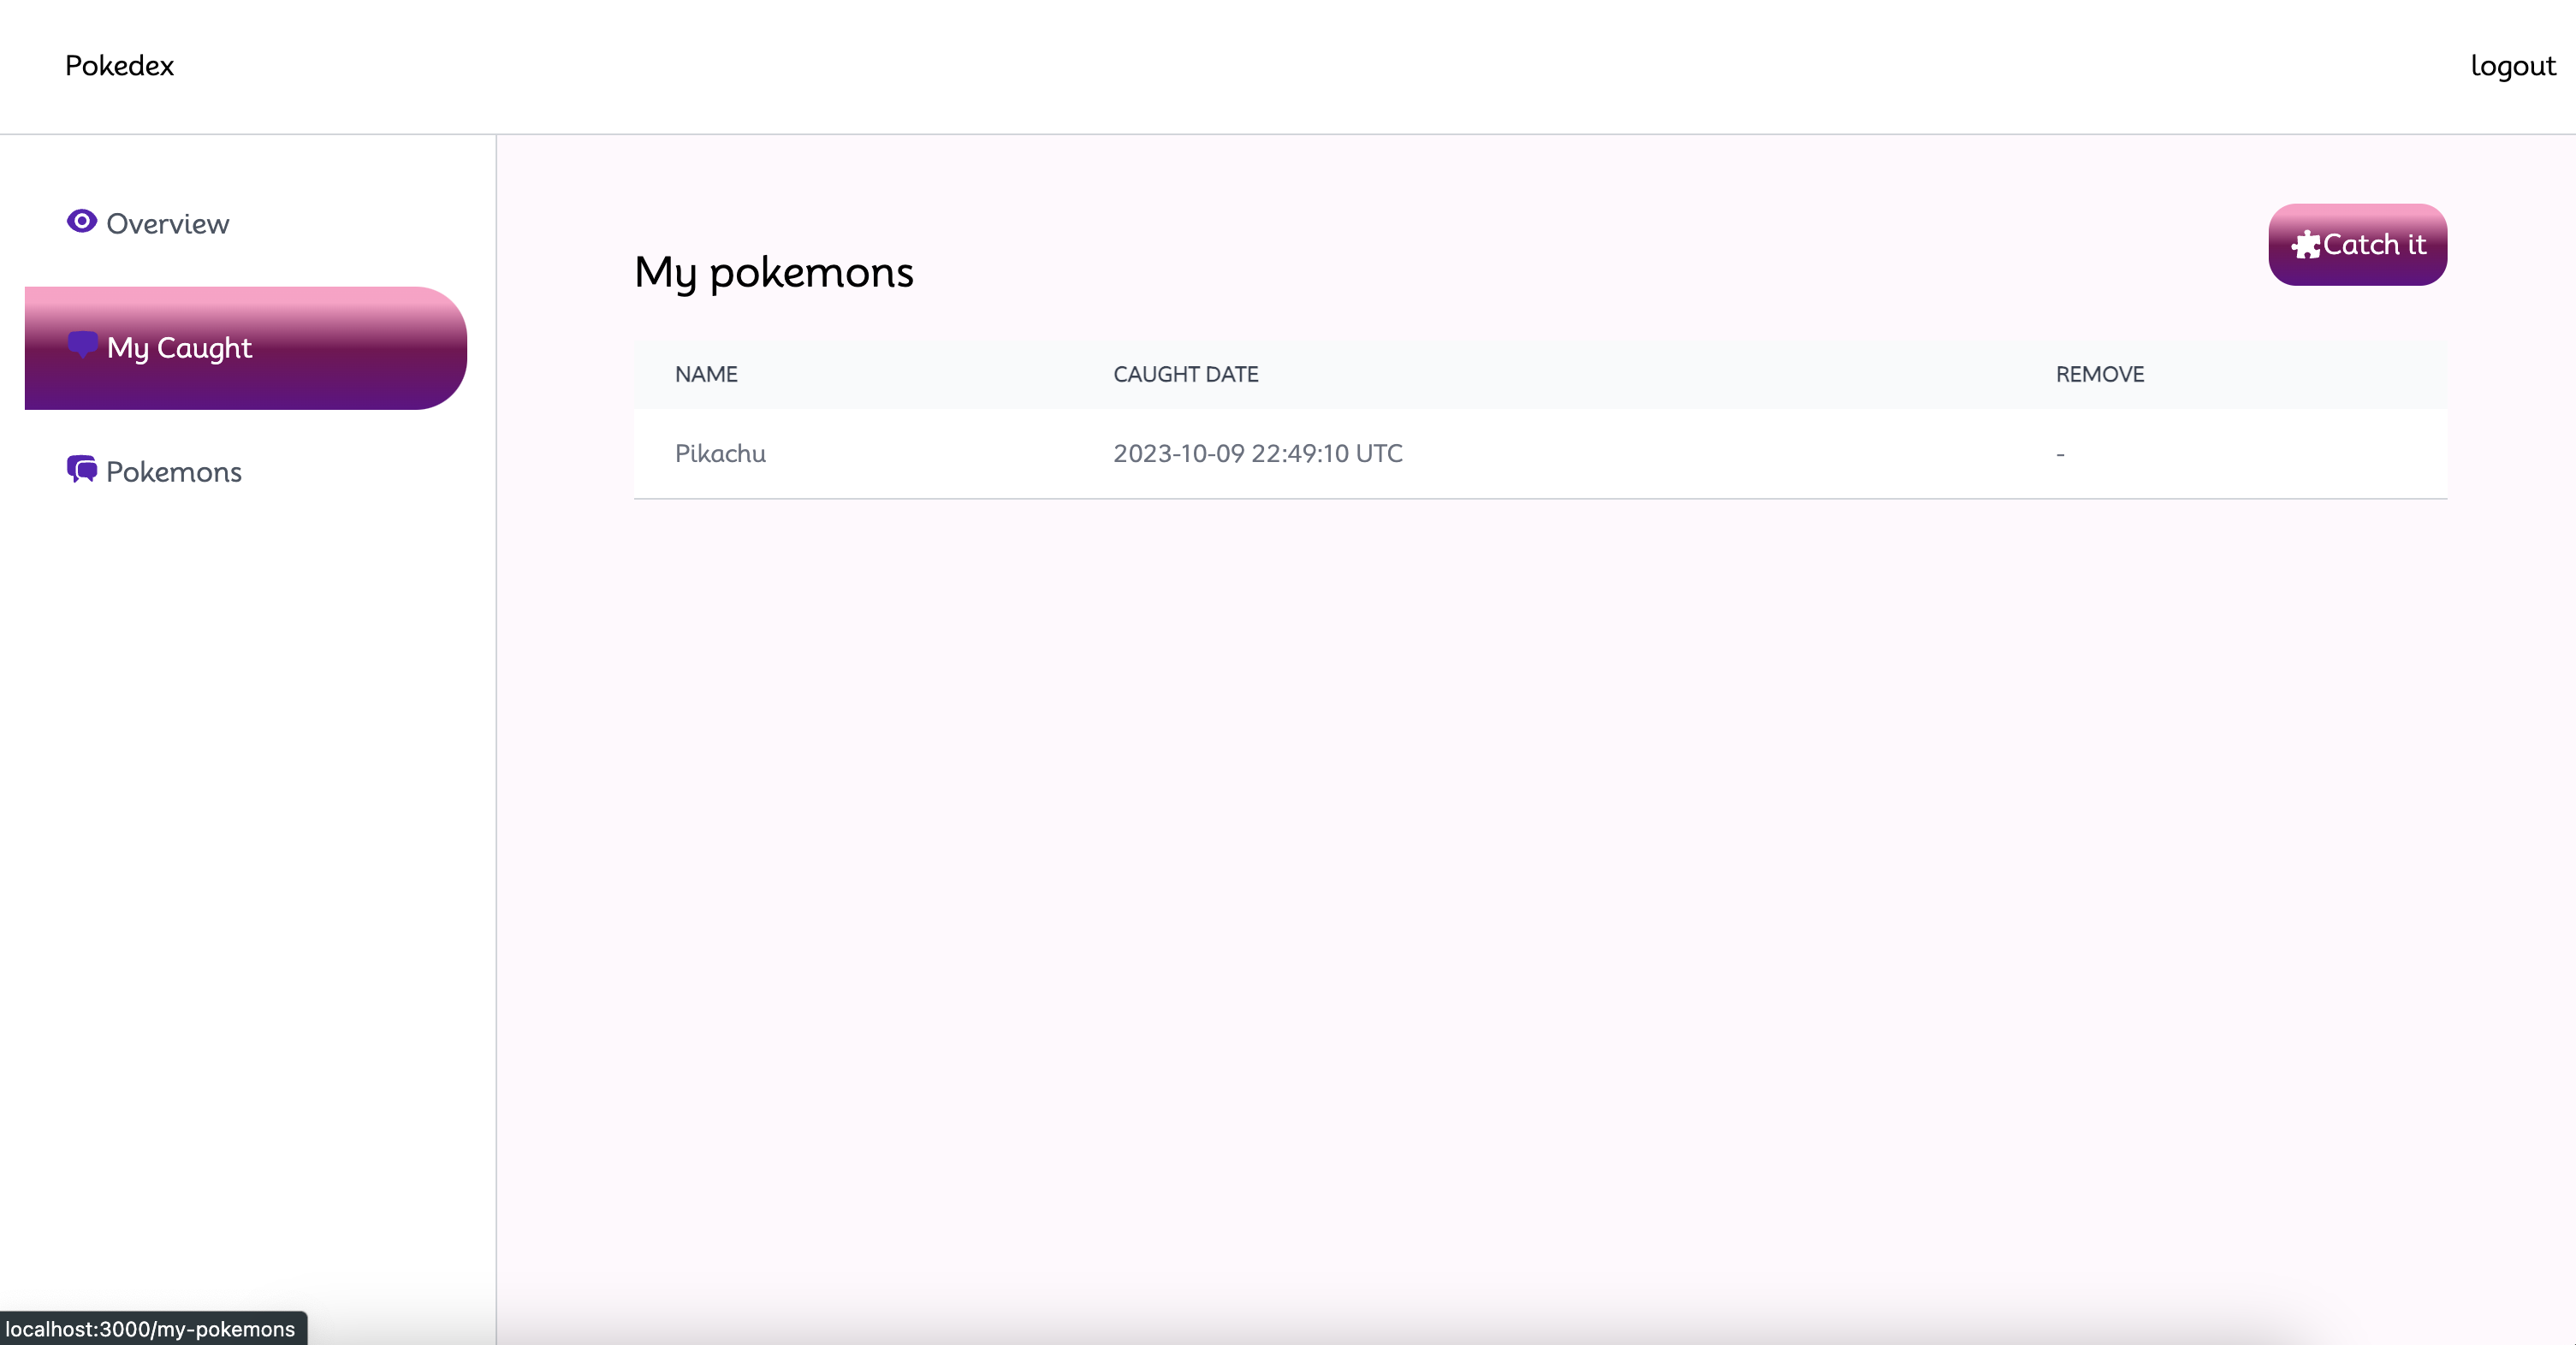 Pokedex
logout
Overview
My Caught
Pokemons
My pokemons
Catch it
NAME CAUGHT DATE REMOVE
Pikachu 2023-10-09 22:49:10 UTC -
localhost:3000/my-pokemons